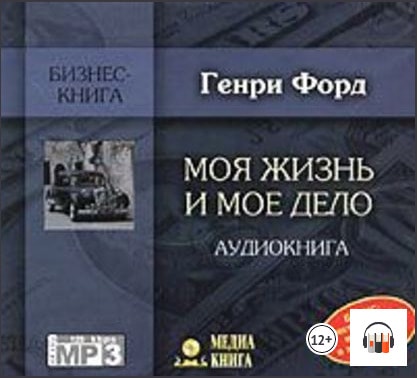 БИЗНЕС-
КНИГА
Генри Форд
МОЯ ЖИЗНЬ
И МОЕ ДЕЛО
АУДИОКНИГА
MP3
МЕДИА
КНИГА
12+